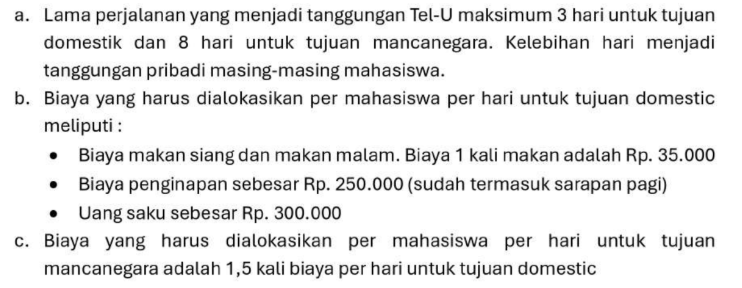 a. Lama perjalanan yang menjadi tanggungan Tel-U maksimum 3 hari untuk tujuan
domestik dan 8 hari untuk tujuan mancanegara. Kelebihan hari menjadi
tanggungan pribadi masing-masing mahasiswa.
b. Biaya yang harus dialokasikan per mahasiswa per hari untuk tujuan domestic
meliputi :
• Biaya makan siang dan makan malam. Biaya 1 kali makan adalah Rp. 35.000
• Biaya penginapan sebesar Rp. 250.000 (sudah termasuk sarapan pagi)
• Uang saku sebesar Rp. 300.000
c. Biaya yang harus dialokasikan per mahasiswa per hari untuk tujuan
mancanegara adalah 1,5 kali biaya per hari untuk tujuan domestic